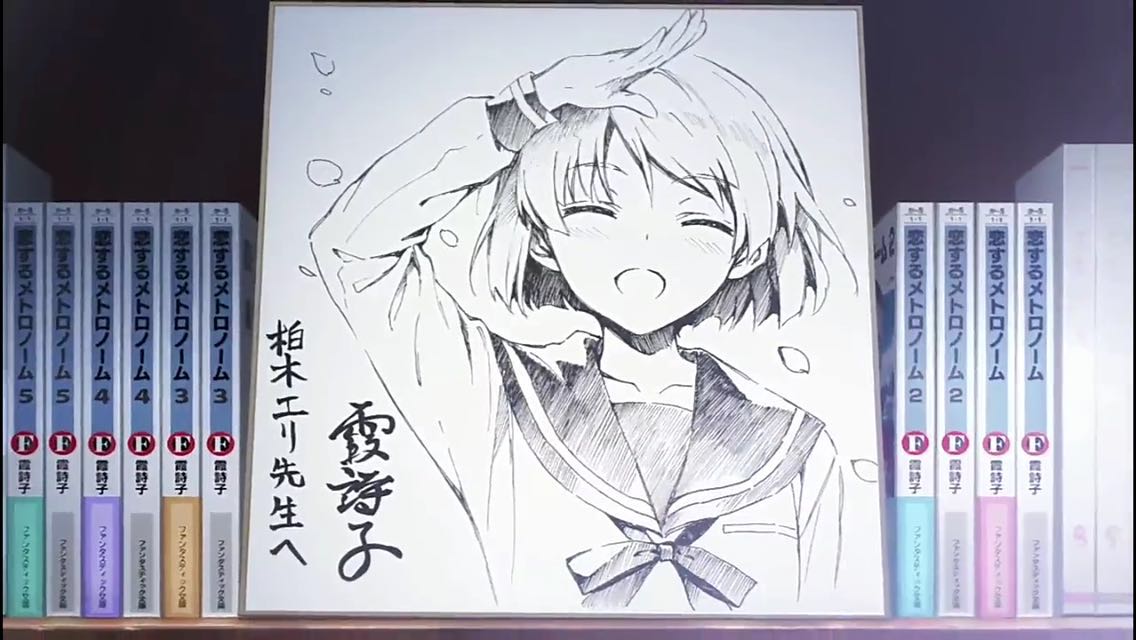 恋するメトロノーム 5
霞詩子
ファンタスティック文庫
恋するメトロノーム 5
霞詩子
ファンタスティック文庫
恋するメトロノーム 4
霞詩子
ファンタスティック文庫
恋するメトロノーム 4
霞詩子
ファンタスティック文庫
恋するメトロノーム 3
霞詩子
ファンタスティック文庫
恋するメトロノーム 3
霞詩子
ファンタスティック文庫
柏木エリ先生へ
霞詩子
恋するメトロノーム 2
霞詩子
ファンタスティック文庫
恋するメトロノーム 2
霞詩子
ファンタスティック文庫
恋するメトロノーム
霞詩子
ファンタスティック文庫
恋するメトロノーム
霞詩子
ファンタスティック文庫